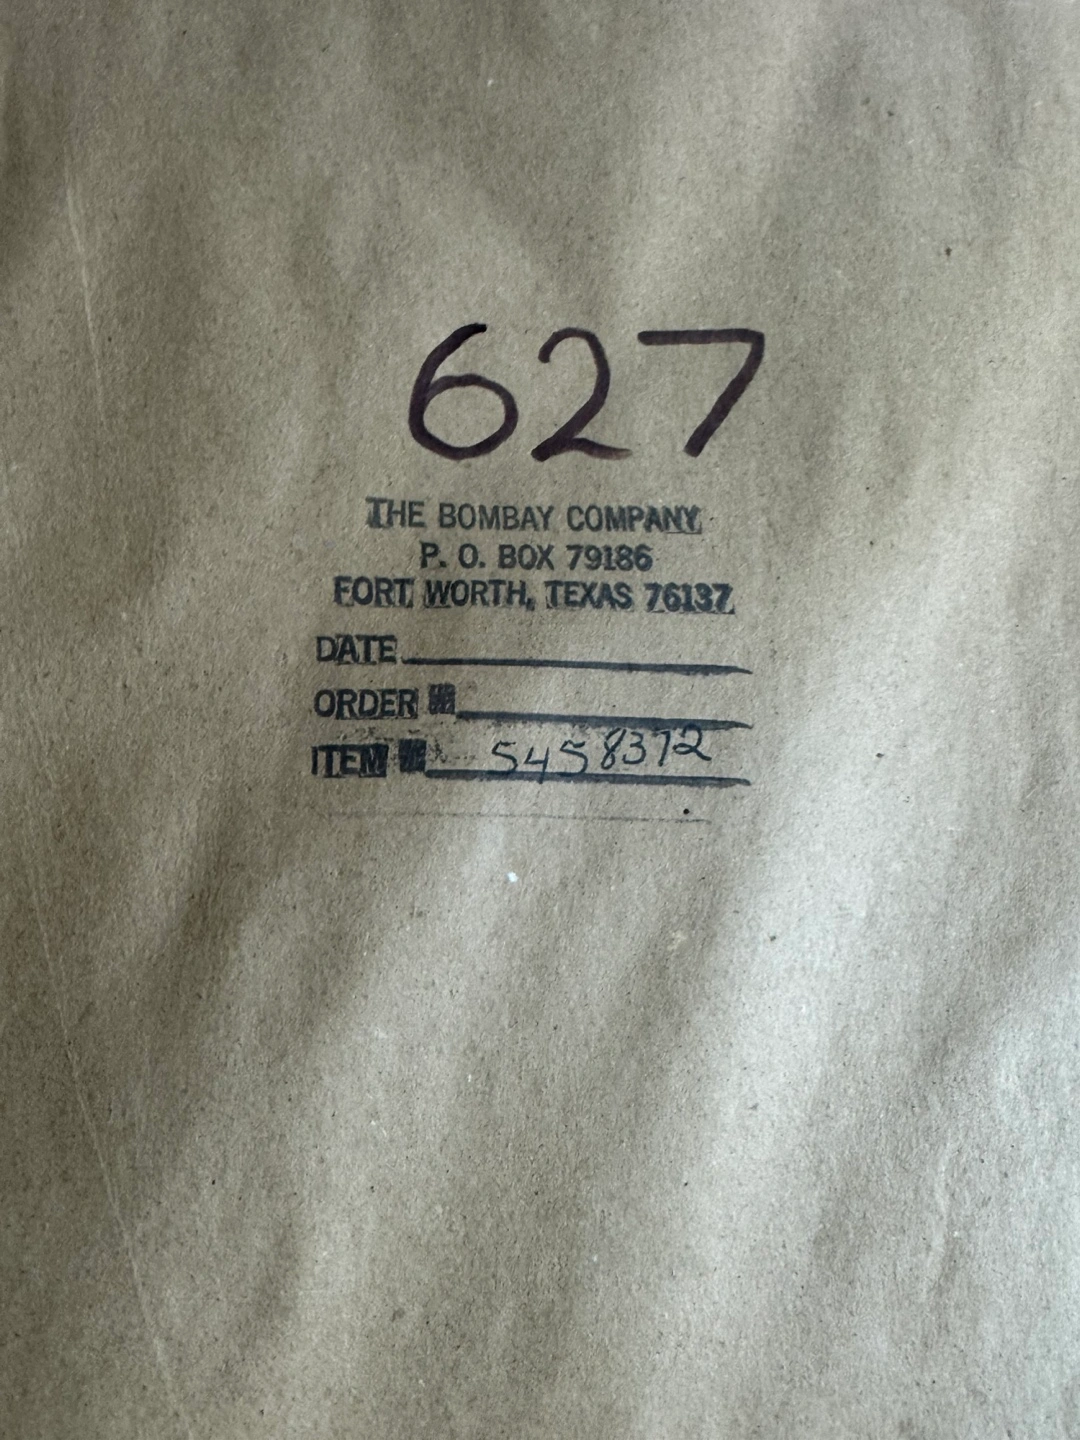 627
THE BOMBAY COMPANY
P. O. BOX 79186
FORT WORTH, TEXAS 76137
DATE
ORDER #
ITEM # 5458372